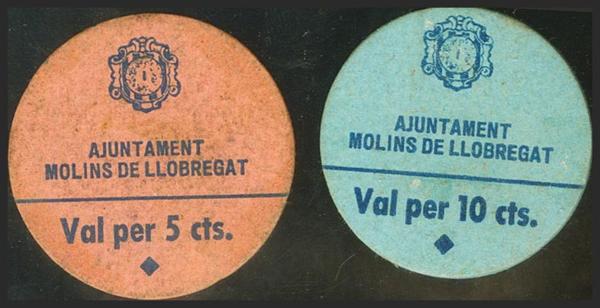 AJUNTAMENT
MOLINS DE LLOBREGAT
Val per 5 cts.
AJUNTAMENT
MOLINS DE LLOBREGAT
Val per 10 cts.